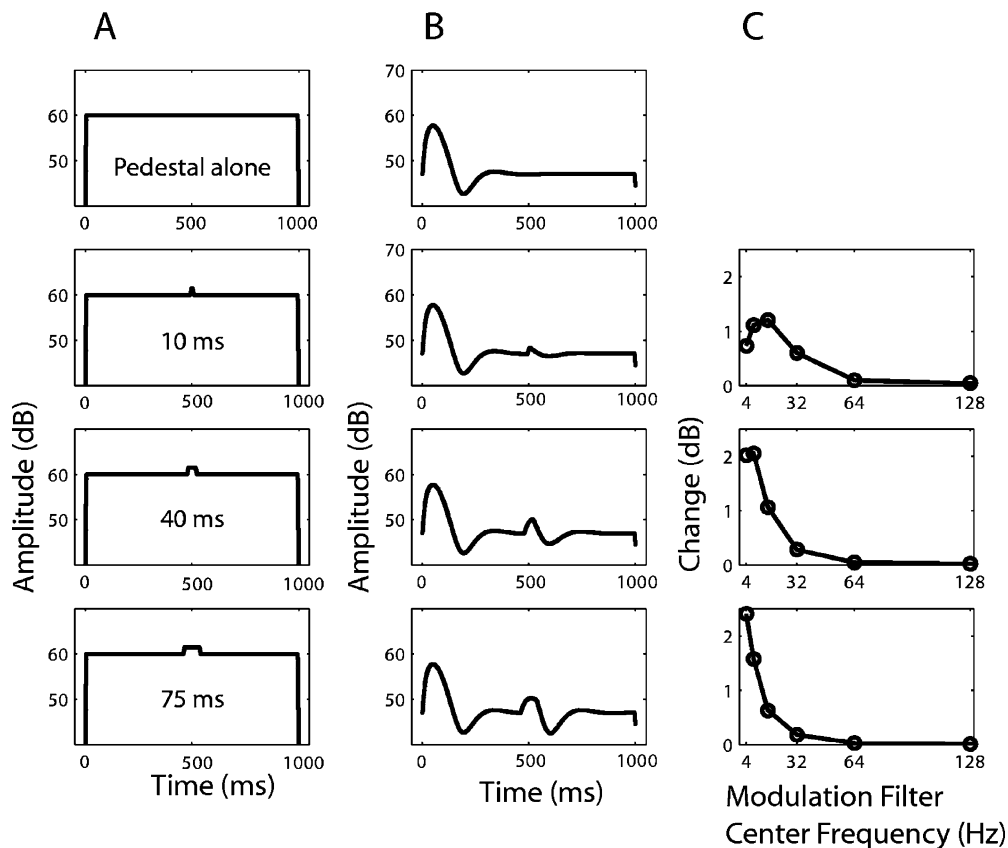 A
B
C
Amplitude (dB)
60
50
Pedestal alone
0 500 1000
60
50
10 ms
0 500 1000
60
50
40 ms
0 500 1000
60
50
75 ms
0 500 1000
Time (ms)
Amplitude (dB)
70
60
50
0 500 1000
70
60
50
0 500 1000
60
50
0 500 1000
60
50
0 500 1000
Time (ms)
Change (dB)
2
1
0
4 32 64 128
2
1
0
4 32 64 128
2
1
0
4 32 64 128
Modulation Filter
Center Frequency (Hz)